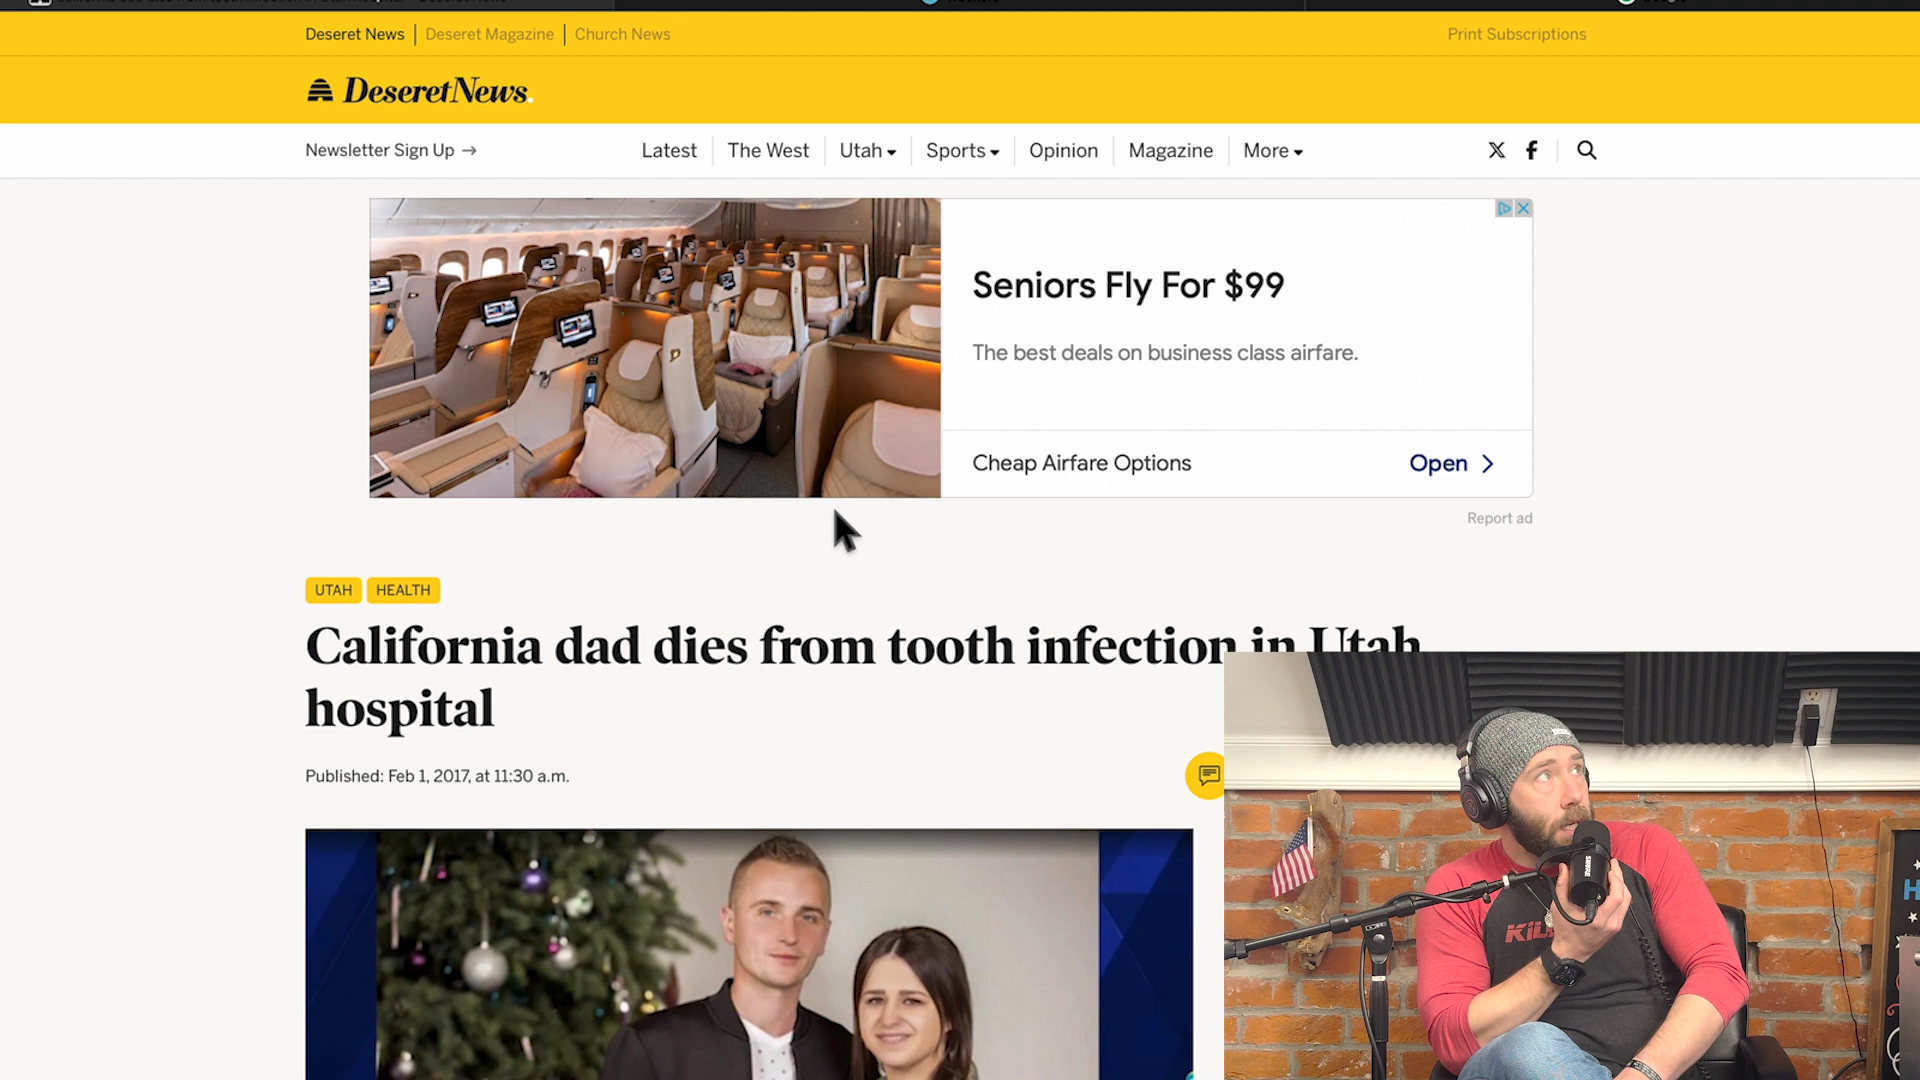 Deseret News
Deseret Magazine
Church News
Print Subscriptions
Deseret News.
Newsletter Sign Up →
Latest
The West
Utah
Sports
Opinion
Magazine
More
Seniors Fly For $99
The best deals on business class airfare.
Cheap Airfare Options
Open
Report ad
UTAH
HEALTH
California dad dies from tooth infection in Utah
hospital
Published: Feb 1, 2017, at 11:30 a.m.
SHURE